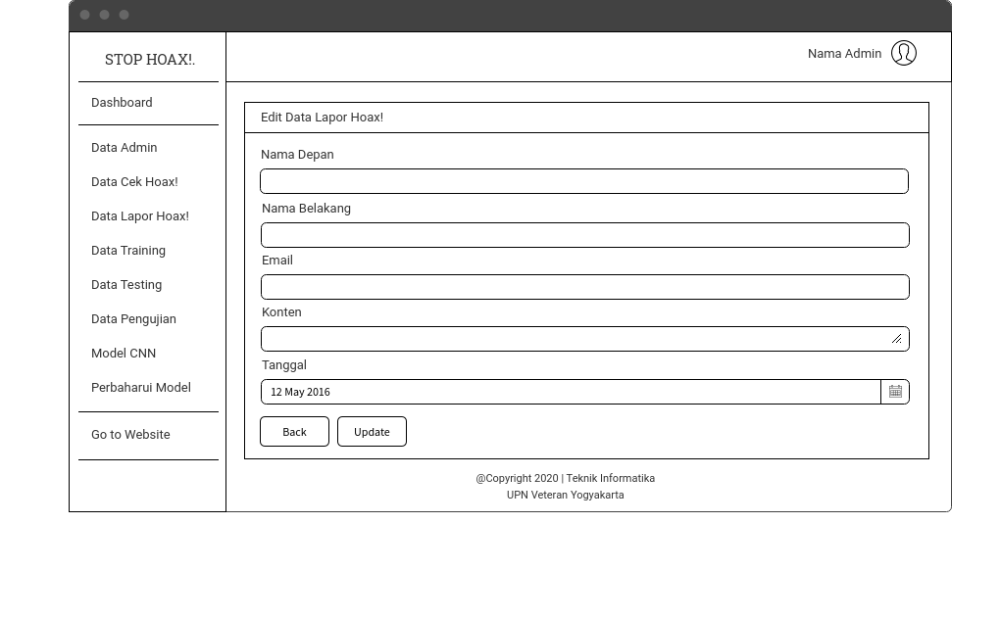 STOP HOAX!.
Nama Admin
Dashboard
Data Admin
Data Cek Hoax!
Data Lapor Hoax!
Data Training
Data Testing
Data Pengujian
Model CNN
Perbaharui Model
Go to Website
Edit Data Lapor Hoax!
Nama Depan
Nama Belakang
Email
Konten
Tanggal
12 May 2016
Back Update
@Copyright 2020 | Teknik Informatika
UPN Veteran Yogyakarta